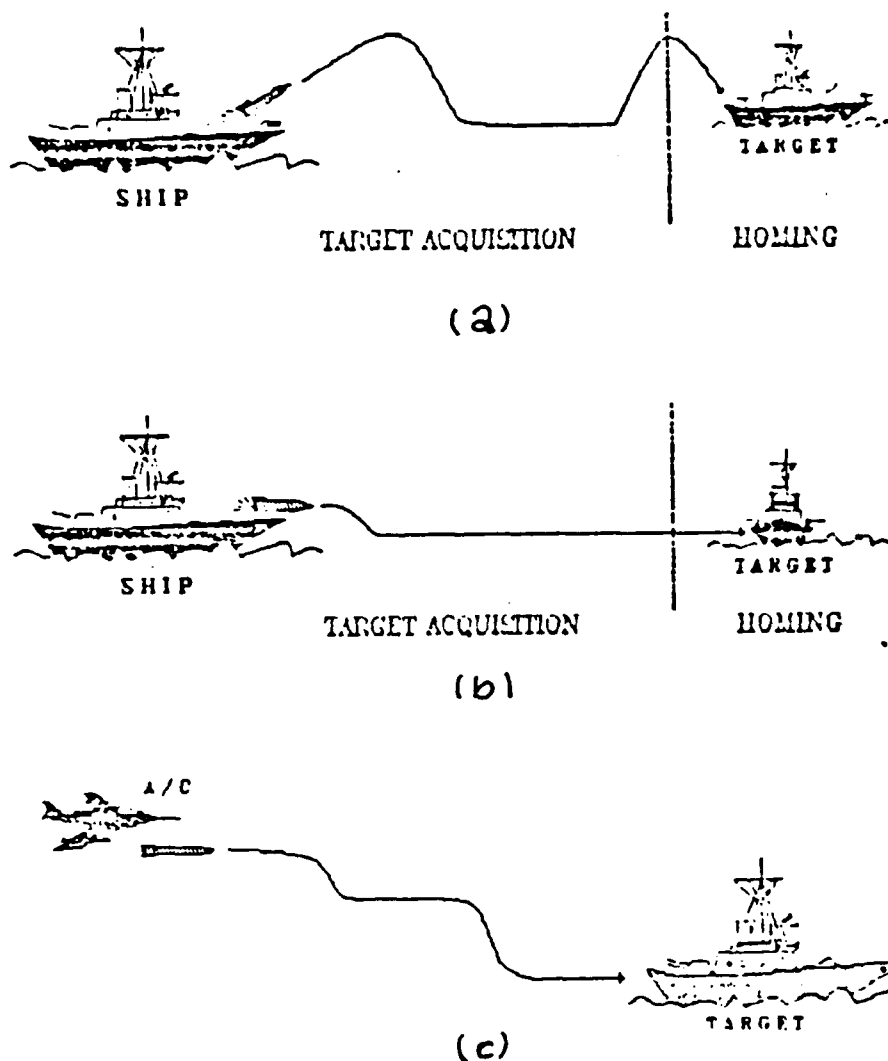 SHIP
TARGET
TARGET ACQUISITION HOMING
(a)
SHIP
TARGET
TARGET ACQUISITION HOMING
(b)
A/C
TARGET
(c)